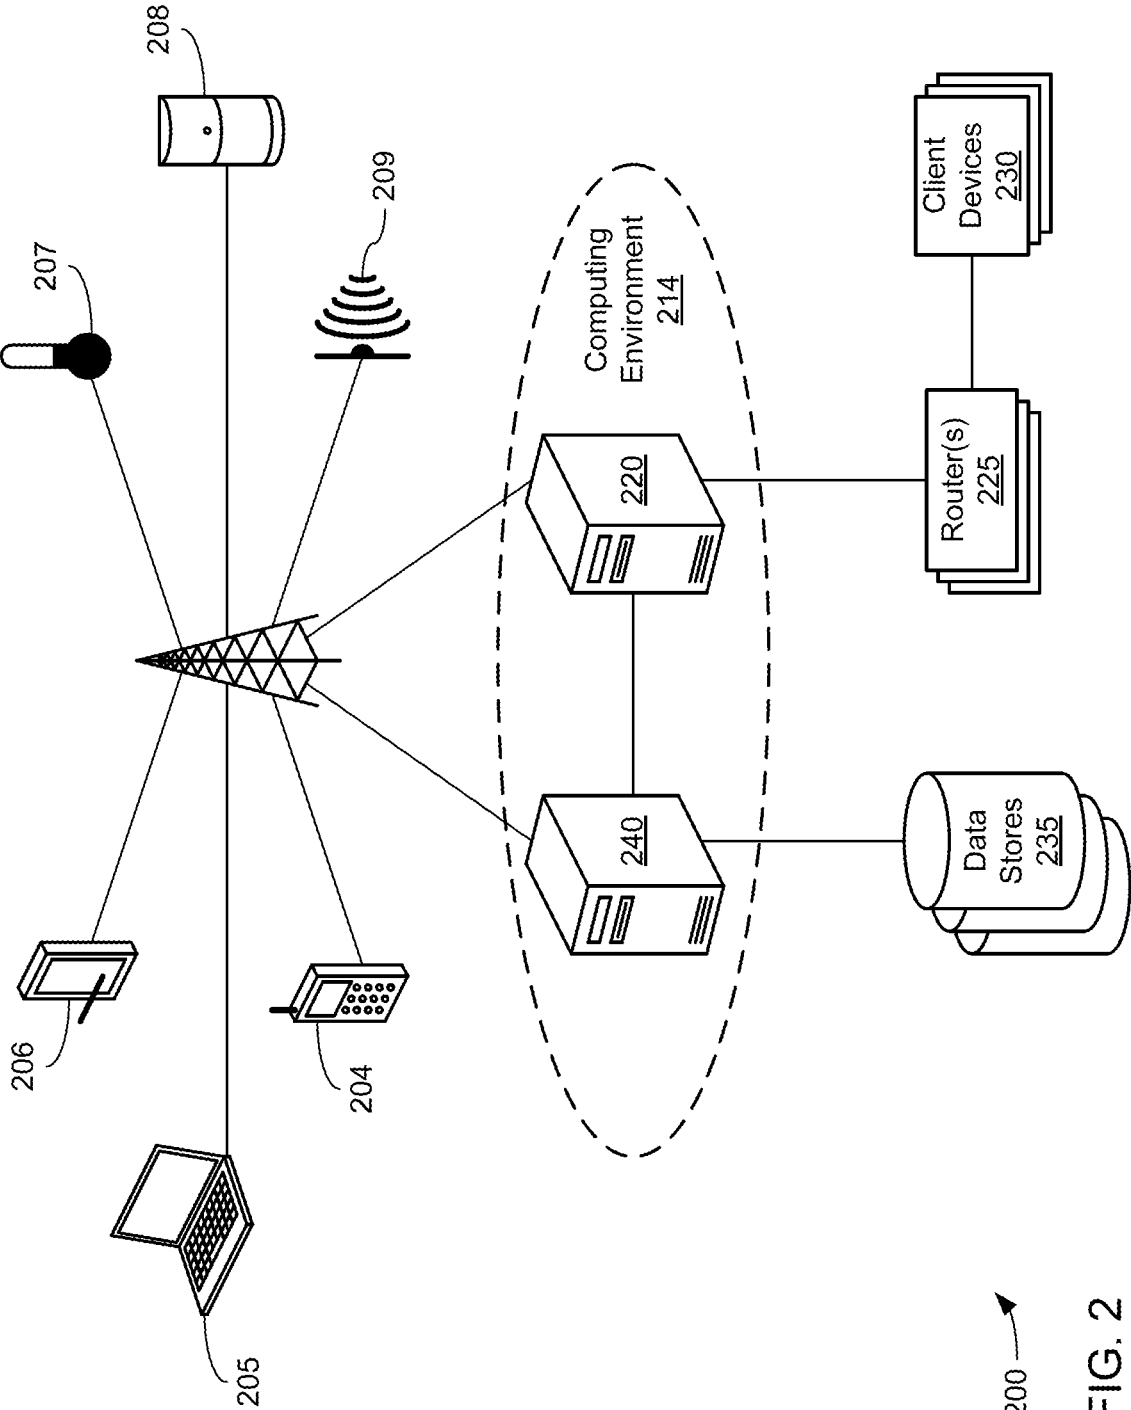 208
207
209
206
204
205
Computing
Environment
214
220
240
Router(s)
225
Client
Devices
230
Data
Stores
235
200
FIG. 2